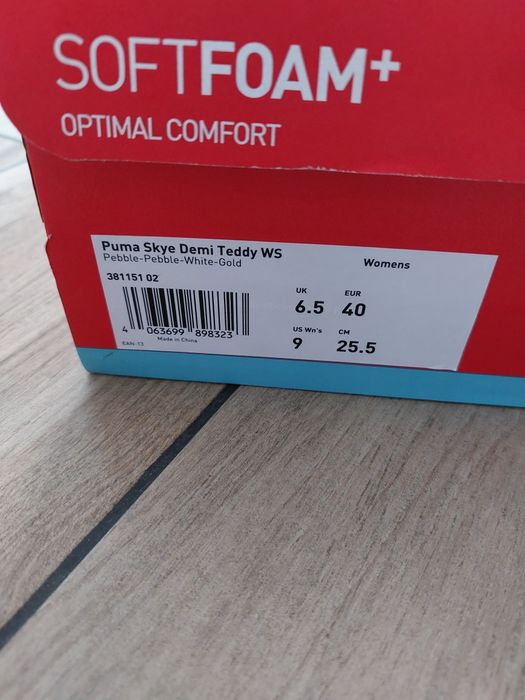 SOFTFOAM+
OPTIMAL COMFORT
Puma Skye Demi Teddy WS
Pebble-Pebble-White-Gold
Womens
381151 02
UK EUR
6.5 40
US Wn's CM
9 25.5
4 063699 898323
EAN-13 Made in China